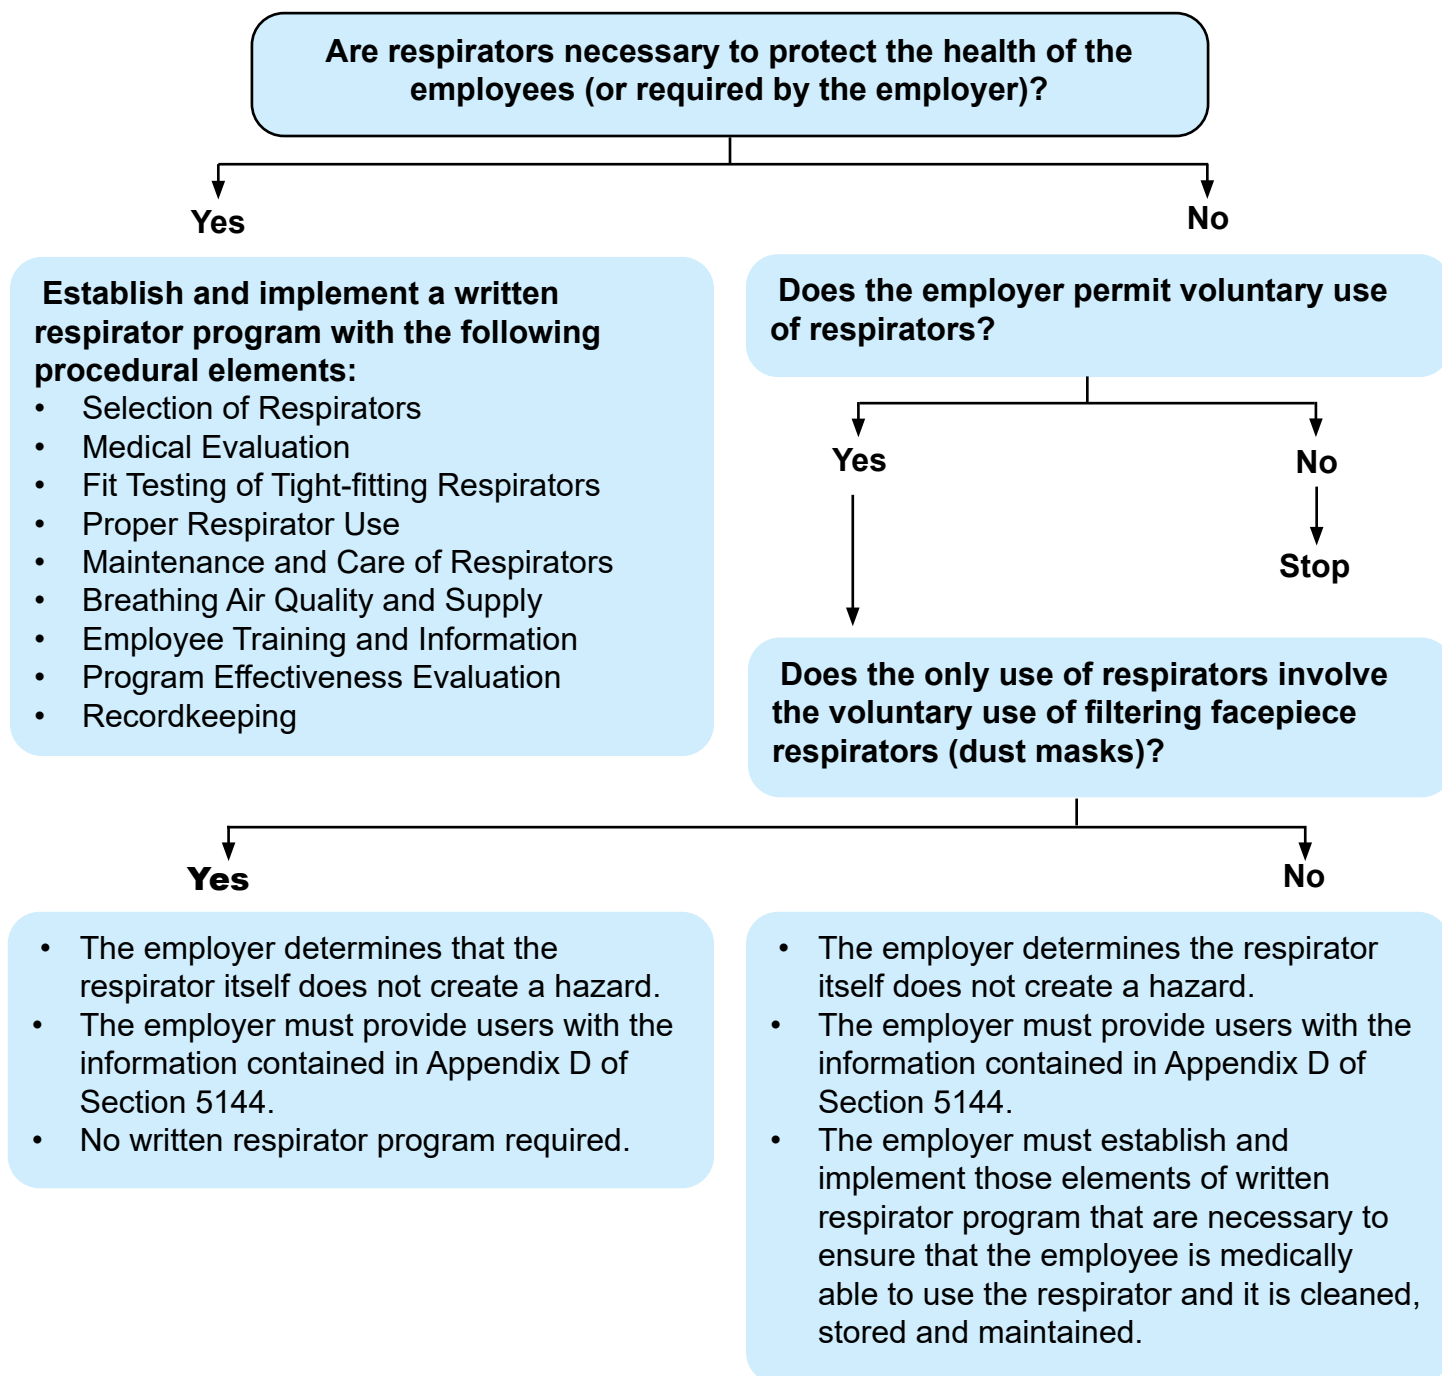 Are respirators necessary to protect the health of the
employees (or required by the employer)?
Yes
No
Establish and implement a written
respirator program with the following
procedural elements:
• Selection of Respirators
• Medical Evaluation
• Fit Testing of Tight-fitting Respirators
• Proper Respirator Use
• Maintenance and Care of Respirators
• Breathing Air Quality and Supply
• Employee Training and Information
• Program Effectiveness Evaluation
• Recordkeeping
Does the employer permit voluntary use
of respirators?
Yes
No
Stop
Does the only use of respirators involve
the voluntary use of filtering facepiece
respirators (dust masks)?
Yes
No
• The employer determines that the
respirator itself does not create a hazard.
• The employer must provide users with the
information contained in Appendix D of
Section 5144.
• No written respirator program required.
• The employer determines the respirator
itself does not create a hazard.
• The employer must provide users with the
information contained in Appendix D of
Section 5144.
• The employer must establish and
implement those elements of written
respirator program that are necessary to
ensure that the employee is medically
able to use the respirator and it is cleaned,
stored and maintained.